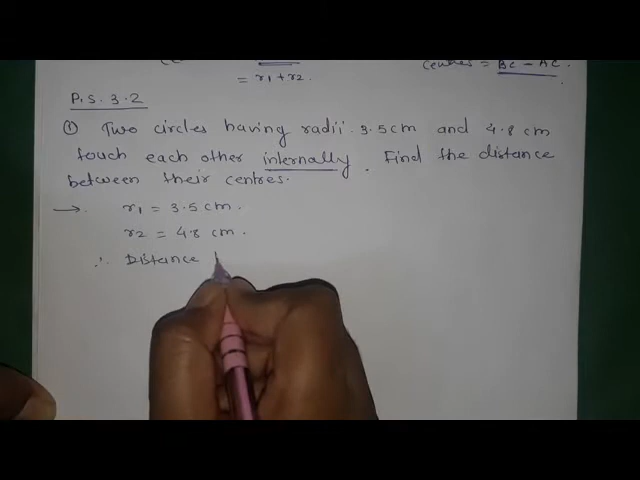 centres = BC - AC.
= r1 + r2.
P.S. 3.2
① Two circles having radii 3.5 cm and 4.8 cm
touch each other internally. Find the distance
between their centres.
→ r1 = 3.5 cm.
r2 = 4.8 cm.
∴ Distance